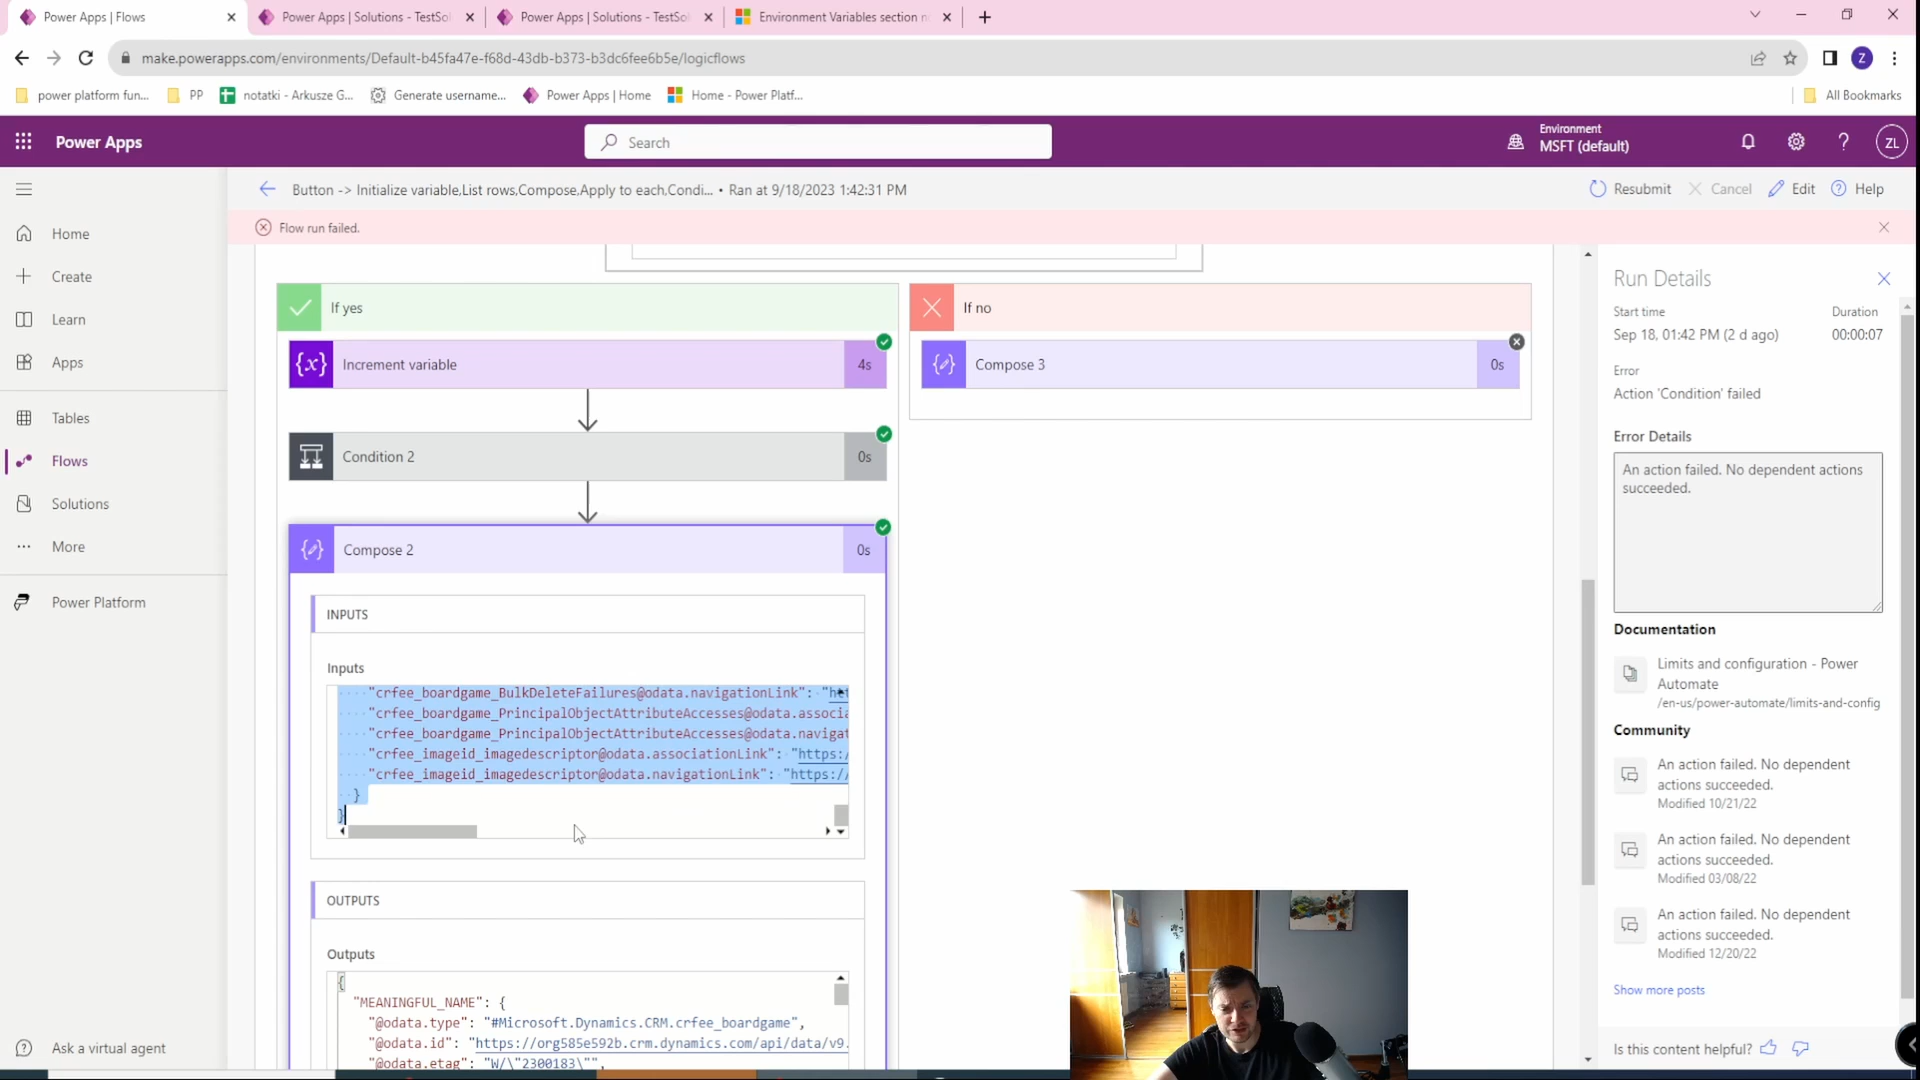 Power Apps | Flows
Power Apps | Solutions - TestSol
Power Apps | Solutions - TestSol
Environment Variables section n
make.powerapps.com/environments/Default-b45fa47e-f68d-43db-b373-b3dc6fee6b5e/logicflows
Z
power platform fun...
PP
notatki - Arkusze G...
Generate username...
Power Apps | Home
Home - Power Platf...
All Bookmarks
Power Apps
Search
Environment
MSFT (default)
ZL
Button -> Initialize variable,List rows,Compose,Apply to each,Condi... • Ran at 9/18/2023 1:42:31 PM
Resubmit
Cancel
Edit
Help
Flow run failed.
Home
Create
Learn
Apps
Tables
Flows
Solutions
More
Power Platform
Ask a virtual agent
If yes
Increment variable
4s
Condition 2
0s
Compose 2
0s
INPUTS
Inputs
"crfee_boardgame_BulkDeleteFailures@odata.navigationLink": "ht
"crfee_boardgame_PrincipalObjectAttributeAccesses@odata.associa
"crfee_boardgame_PrincipalObjectAttributeAccesses@odata.navigat
"crfee_imageid_imagedescriptor@odata.associationLink": "https:/
"crfee_imageid_imagedescriptor@odata.navigationLink": "https://
}
}
OUTPUTS
Outputs
{
"MEANINGFUL_NAME": {
"@odata.type": "#Microsoft.Dynamics.CRM.crfee_boardgame",
"@odata.id": "https://org585e592b.crm.dynamics.com/api/data/v9.
"@odata.etag": "W/\"2300183\"",
If no
Compose 3
0s
Run Details
Start time
Duration
Sep 18, 01:42 PM (2 d ago)
00:00:07
Error
Action 'Condition' failed
Error Details
An action failed. No dependent actions
succeeded.
Documentation
Limits and configuration - Power
Automate
/en-us/power-automate/limits-and-config
Community
An action failed. No dependent
actions succeeded.
Modified 10/21/22
An action failed. No dependent
actions succeeded.
Modified 03/08/22
An action failed. No dependent
actions succeeded.
Modified 12/20/22
Show more posts
Is this content helpful?